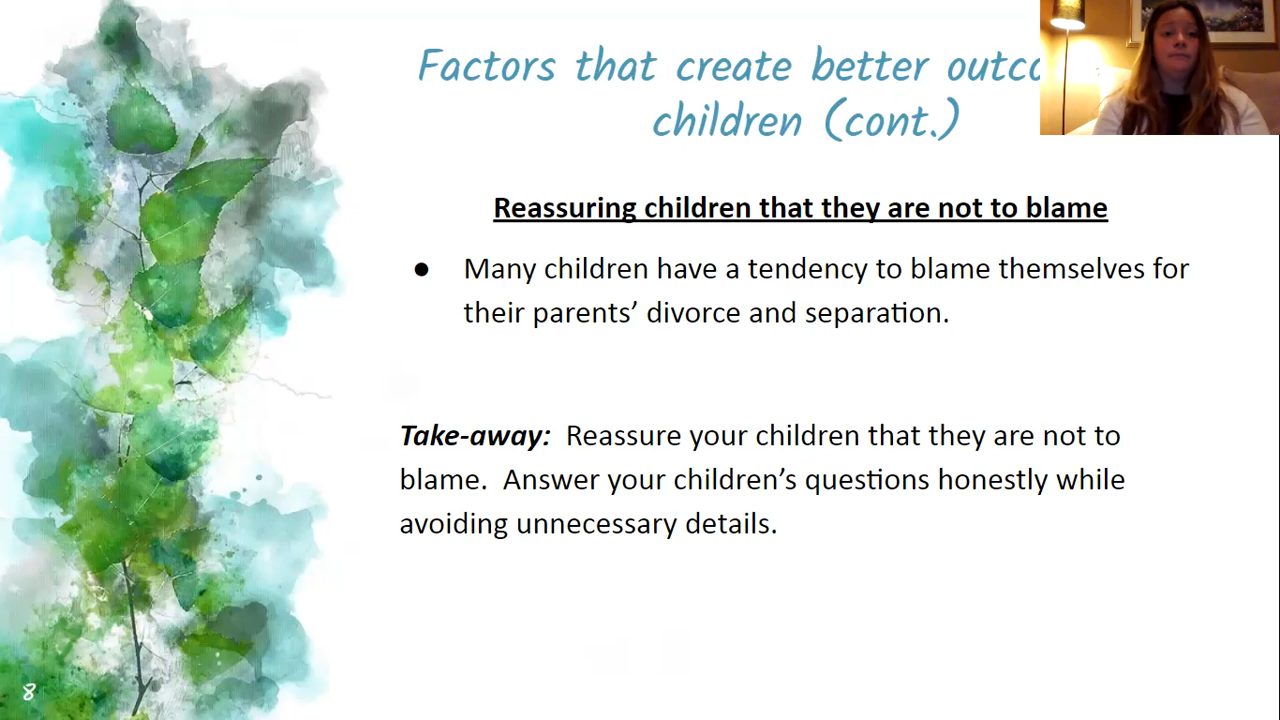 Factors that create better outco
children (cont.)
Reassuring children that they are not to blame
● Many children have a tendency to blame themselves for
their parents’ divorce and separation.
Take-away:  Reassure your children that they are not to
blame.  Answer your children’s questions honestly while
avoiding unnecessary details.
8